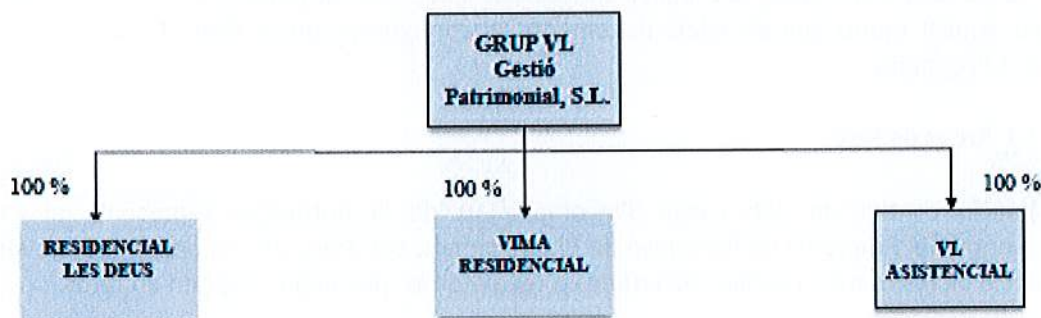 GRUP VL
Gestió
Patrimonial, S.L.
100 %
100 %
100 %
RESIDENCIAL
LES DEUS
VIMA
RESIDENCIAL
VL
ASISTENCIAL